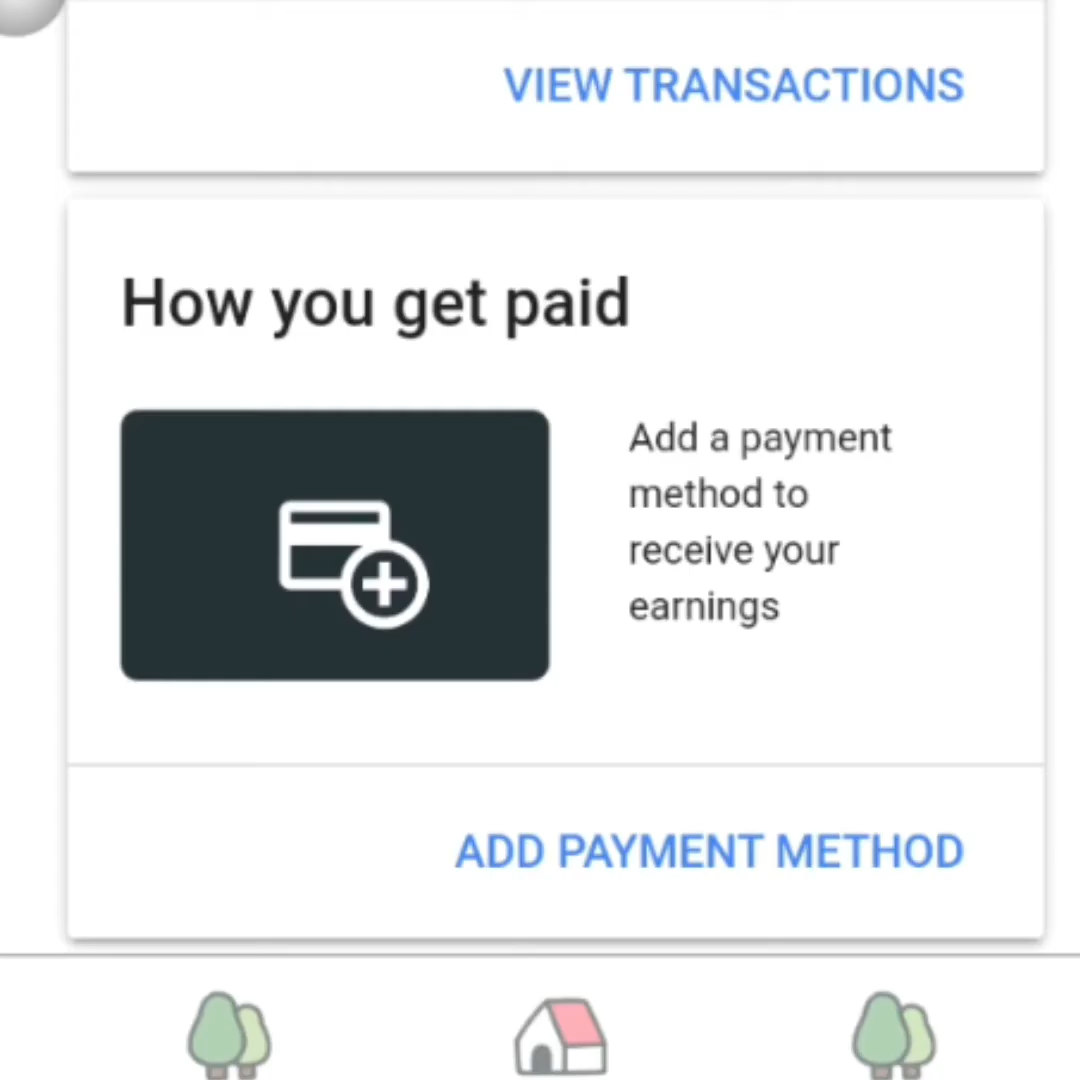 VIEW TRANSACTIONS
How you get paid
Add a payment
method to
receive your
earnings
ADD PAYMENT METHOD